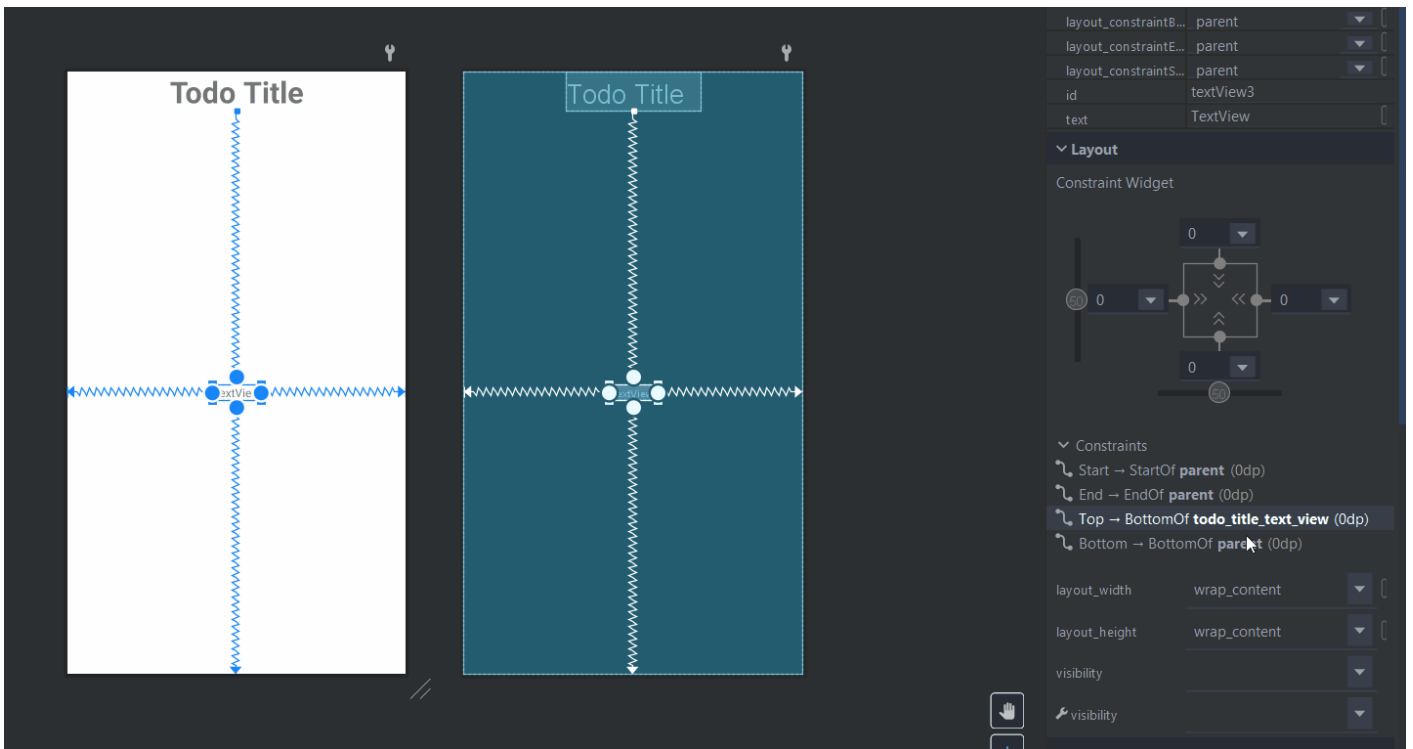 Todo Title
extVie
Todo Title
extVie
layout_constraintB... parent
layout_constraintE... parent
layout_constraintS... parent
id textView3
text TextView
Layout
Constraint Widget
0
50 0 0
0
50
Constraints
Start → StartOf parent (0dp)
End → EndOf parent (0dp)
Top → BottomOf todo_title_text_view (0dp)
Bottom → BottomOf parent (0dp)
layout_width wrap_content
layout_height wrap_content
visibility
visibility